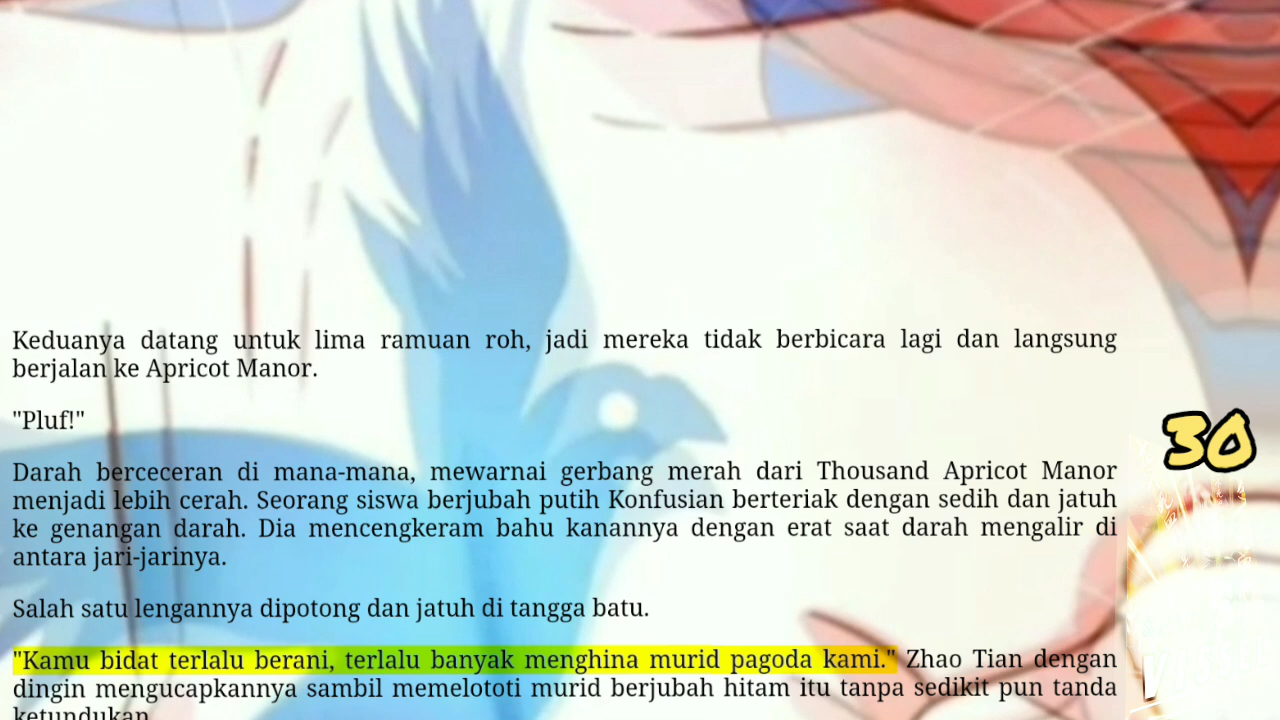 Keduanya datang untuk lima ramuan roh, jadi mereka tidak berbicara lagi dan langsung
berjalan ke Apricot Manor.
"Pluf!"
Darah berceceran di mana-mana, mewarnai gerbang merah dari Thousand Apricot Manor
menjadi lebih cerah. Seorang siswa berjubah putih Konfusian berteriak dengan sedih dan jatuh
ke genangan darah. Dia mencengkeram bahu kanannya dengan erat saat darah mengalir di
antara jari-jarinya.
Salah satu lengannya dipotong dan jatuh di tangga batu.
"Kamu bidat terlalu berani, terlalu banyak menghina murid pagoda kami." Zhao Tian dengan
dingin mengucapkannya sambil memelototi murid berjubah hitam itu tanpa sedikit pun tanda
ketundukan.
30